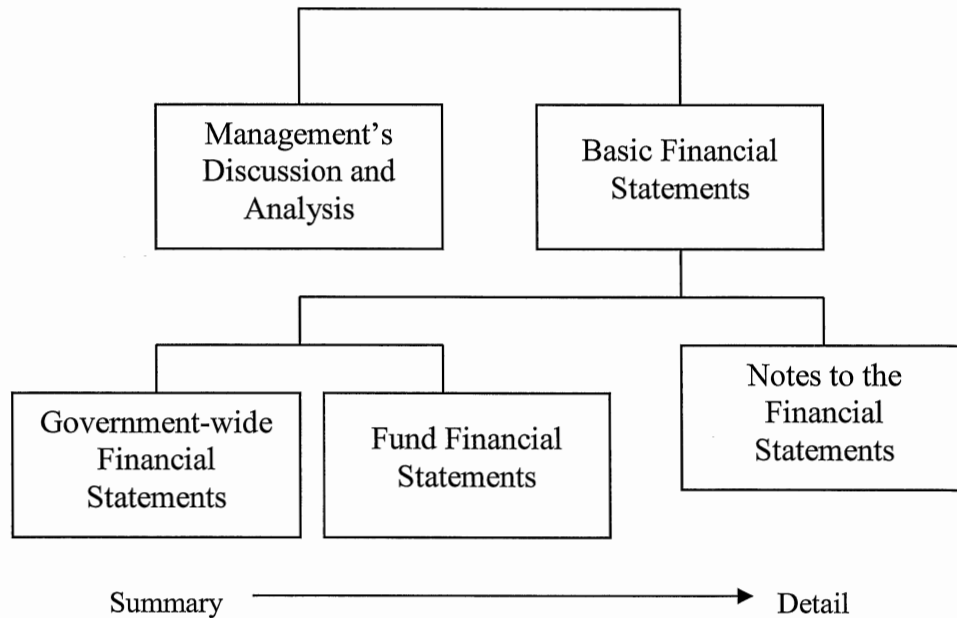 Management's
Discussion and
Analysis
Basic Financial
Statements
Government-wide
Financial
Statements
Fund Financial
Statements
Notes to the
Financial
Statements
Summary
Detail